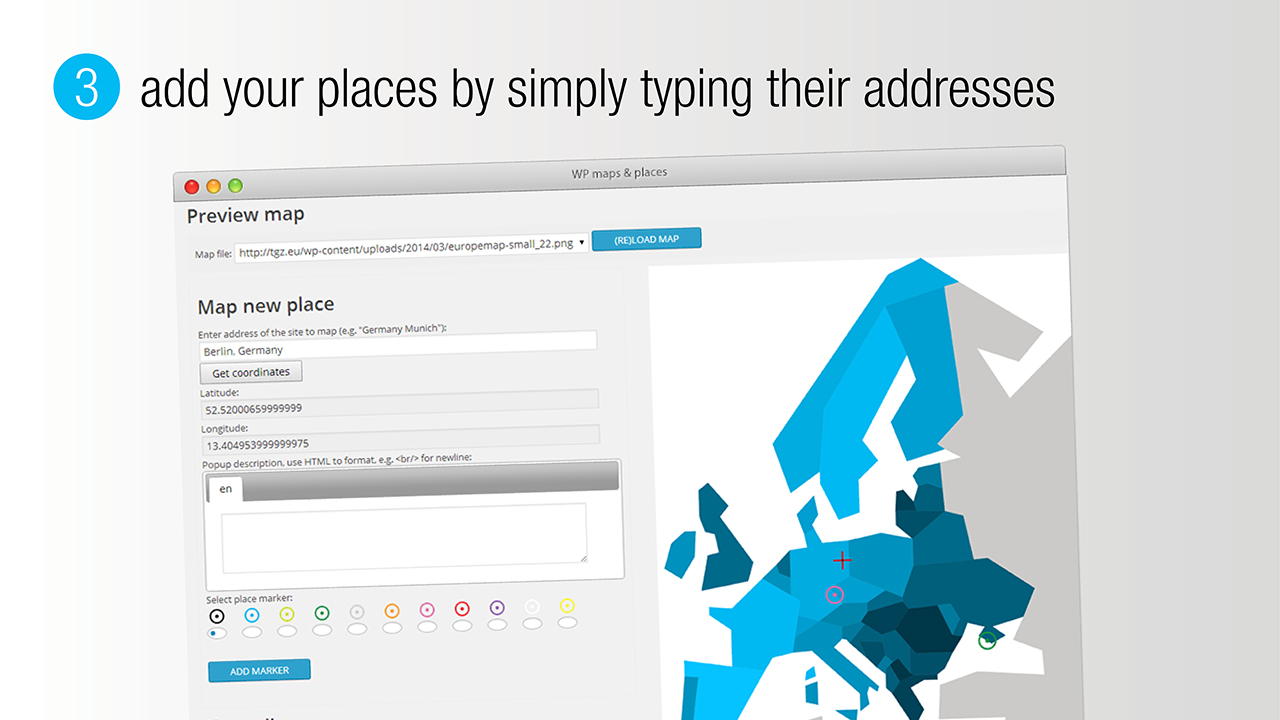 3 add your places by simply typing their addresses
WP maps & places
Preview map
Map file: http://tgz.eu/wp-content/uploads/2014/03/europemap-small_22.png (RE)LOAD MAP
Map new place
Enter address of the site to map (e.g. "Germany Munich"):
Berlin, Germany
Get coordinates
Latitude:
52.52000659999999
Longitude:
13.404953999999975
Popup description, use HTML to format, e.g. <br/> for newline:
en
Select place marker:
ADD MARKER